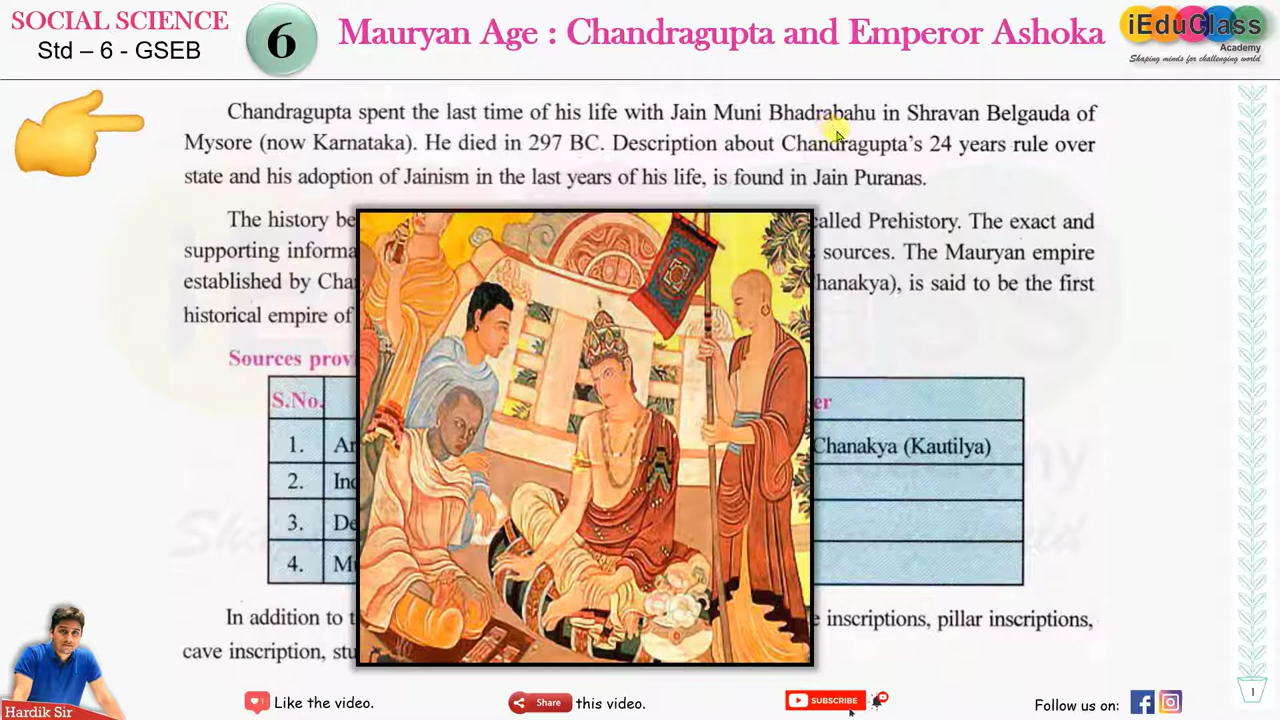 SOCIAL SCIENCE
Std – 6 - GSEB
6
Mauryan Age : Chandragupta and Emperor Ashoka
iEduClass
Academy
Shaping minds for challenging world
Chandragupta spent the last time of his life with Jain Muni Bhadrabahu in Shravan Belgauda of
Mysore (now Karnataka). He died in 297 BC. Description about Chandragupta's 24 years rule over
state and his adoption of Jainism in the last years of his life, is found in Jain Puranas.
The history called Prehistory. The exact and
supporting sources. The Mauryan empire
established by is said to be the first
historical empire of
Sources
S.No.
1. Chanakya (Kautilya)
2.
3.
4.
In addition to inscriptions, pillar inscriptions,
cave inscription,
Hardik Sir
Like the video.
Share this video.
SUBSCRIBE
Follow us on:
1